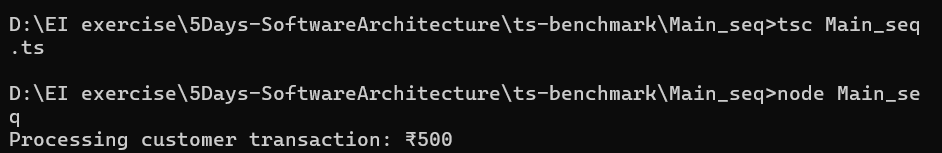 D:\EI exercise\5Days-SoftwareArchitecture\ts-benchmark\Main_seq>tsc Main_seq
.ts
D:\EI exercise\5Days-SoftwareArchitecture\ts-benchmark\Main_seq>node Main_se
q
Processing customer transaction: ₹500